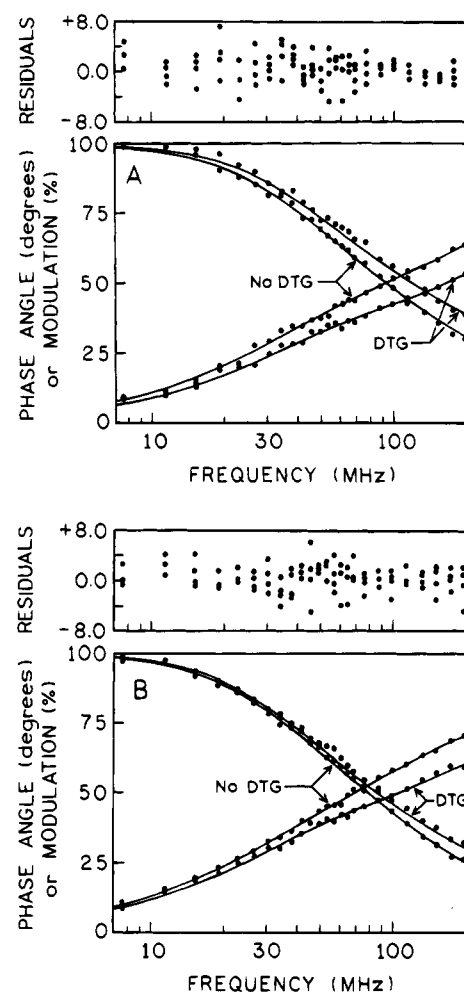 +8.0
RESIDUALS
0.0
-8.0
100
A
PHASE ANGLE (degrees)
or MODULATION (%)
75
50
No DTG
25
DTG
0
10 30 100
FREQUENCY (MHz)
+8.0
RESIDUALS
0.0
-8.0
100
B
PHASE ANGLE (degrees)
or MODULATION (%)
75
50
No DTG
DTG
25
0
10 30 100
FREQUENCY (MHz)